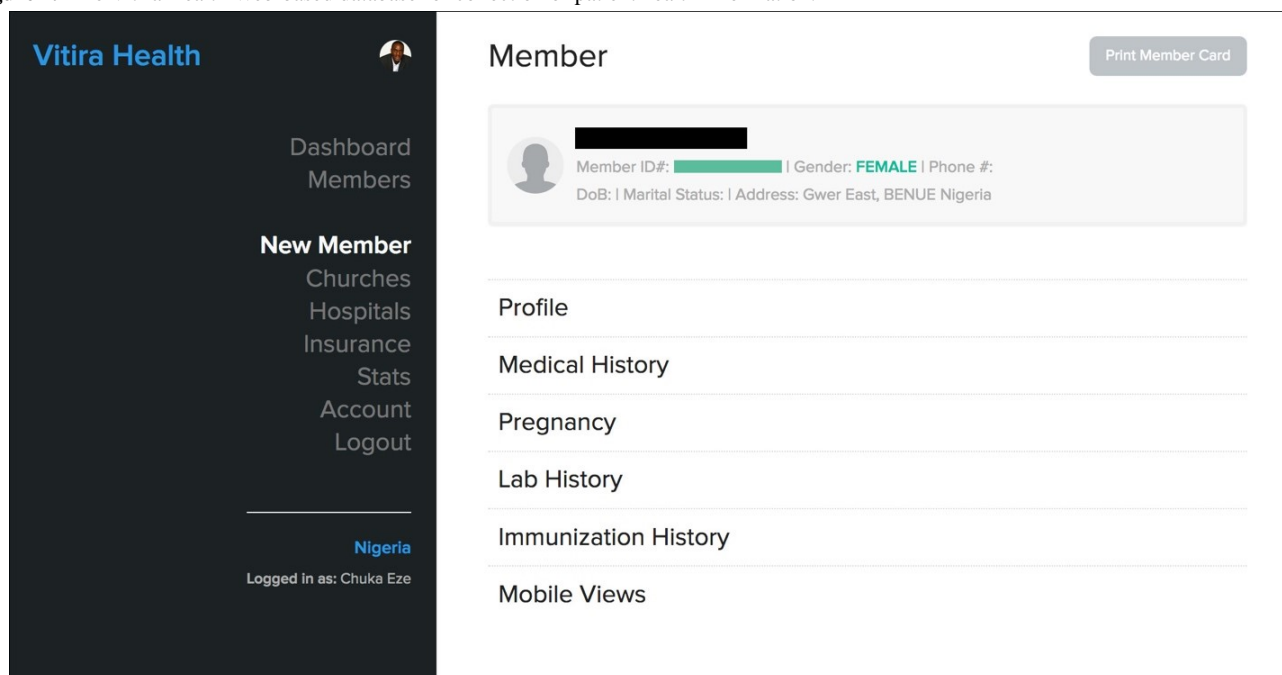 Vitira Health
Dashboard
Members
New Member
Churches
Hospitals
Insurance
Stats
Account
Logout
Nigeria
Logged in as: Chuka Eze
Member
Print Member Card
Member ID#: | Gender: FEMALE | Phone #:
DoB: | Marital Status: | Address: Gwer East, BENUE Nigeria
Profile
Medical History
Pregnancy
Lab History
Immunization History
Mobile Views